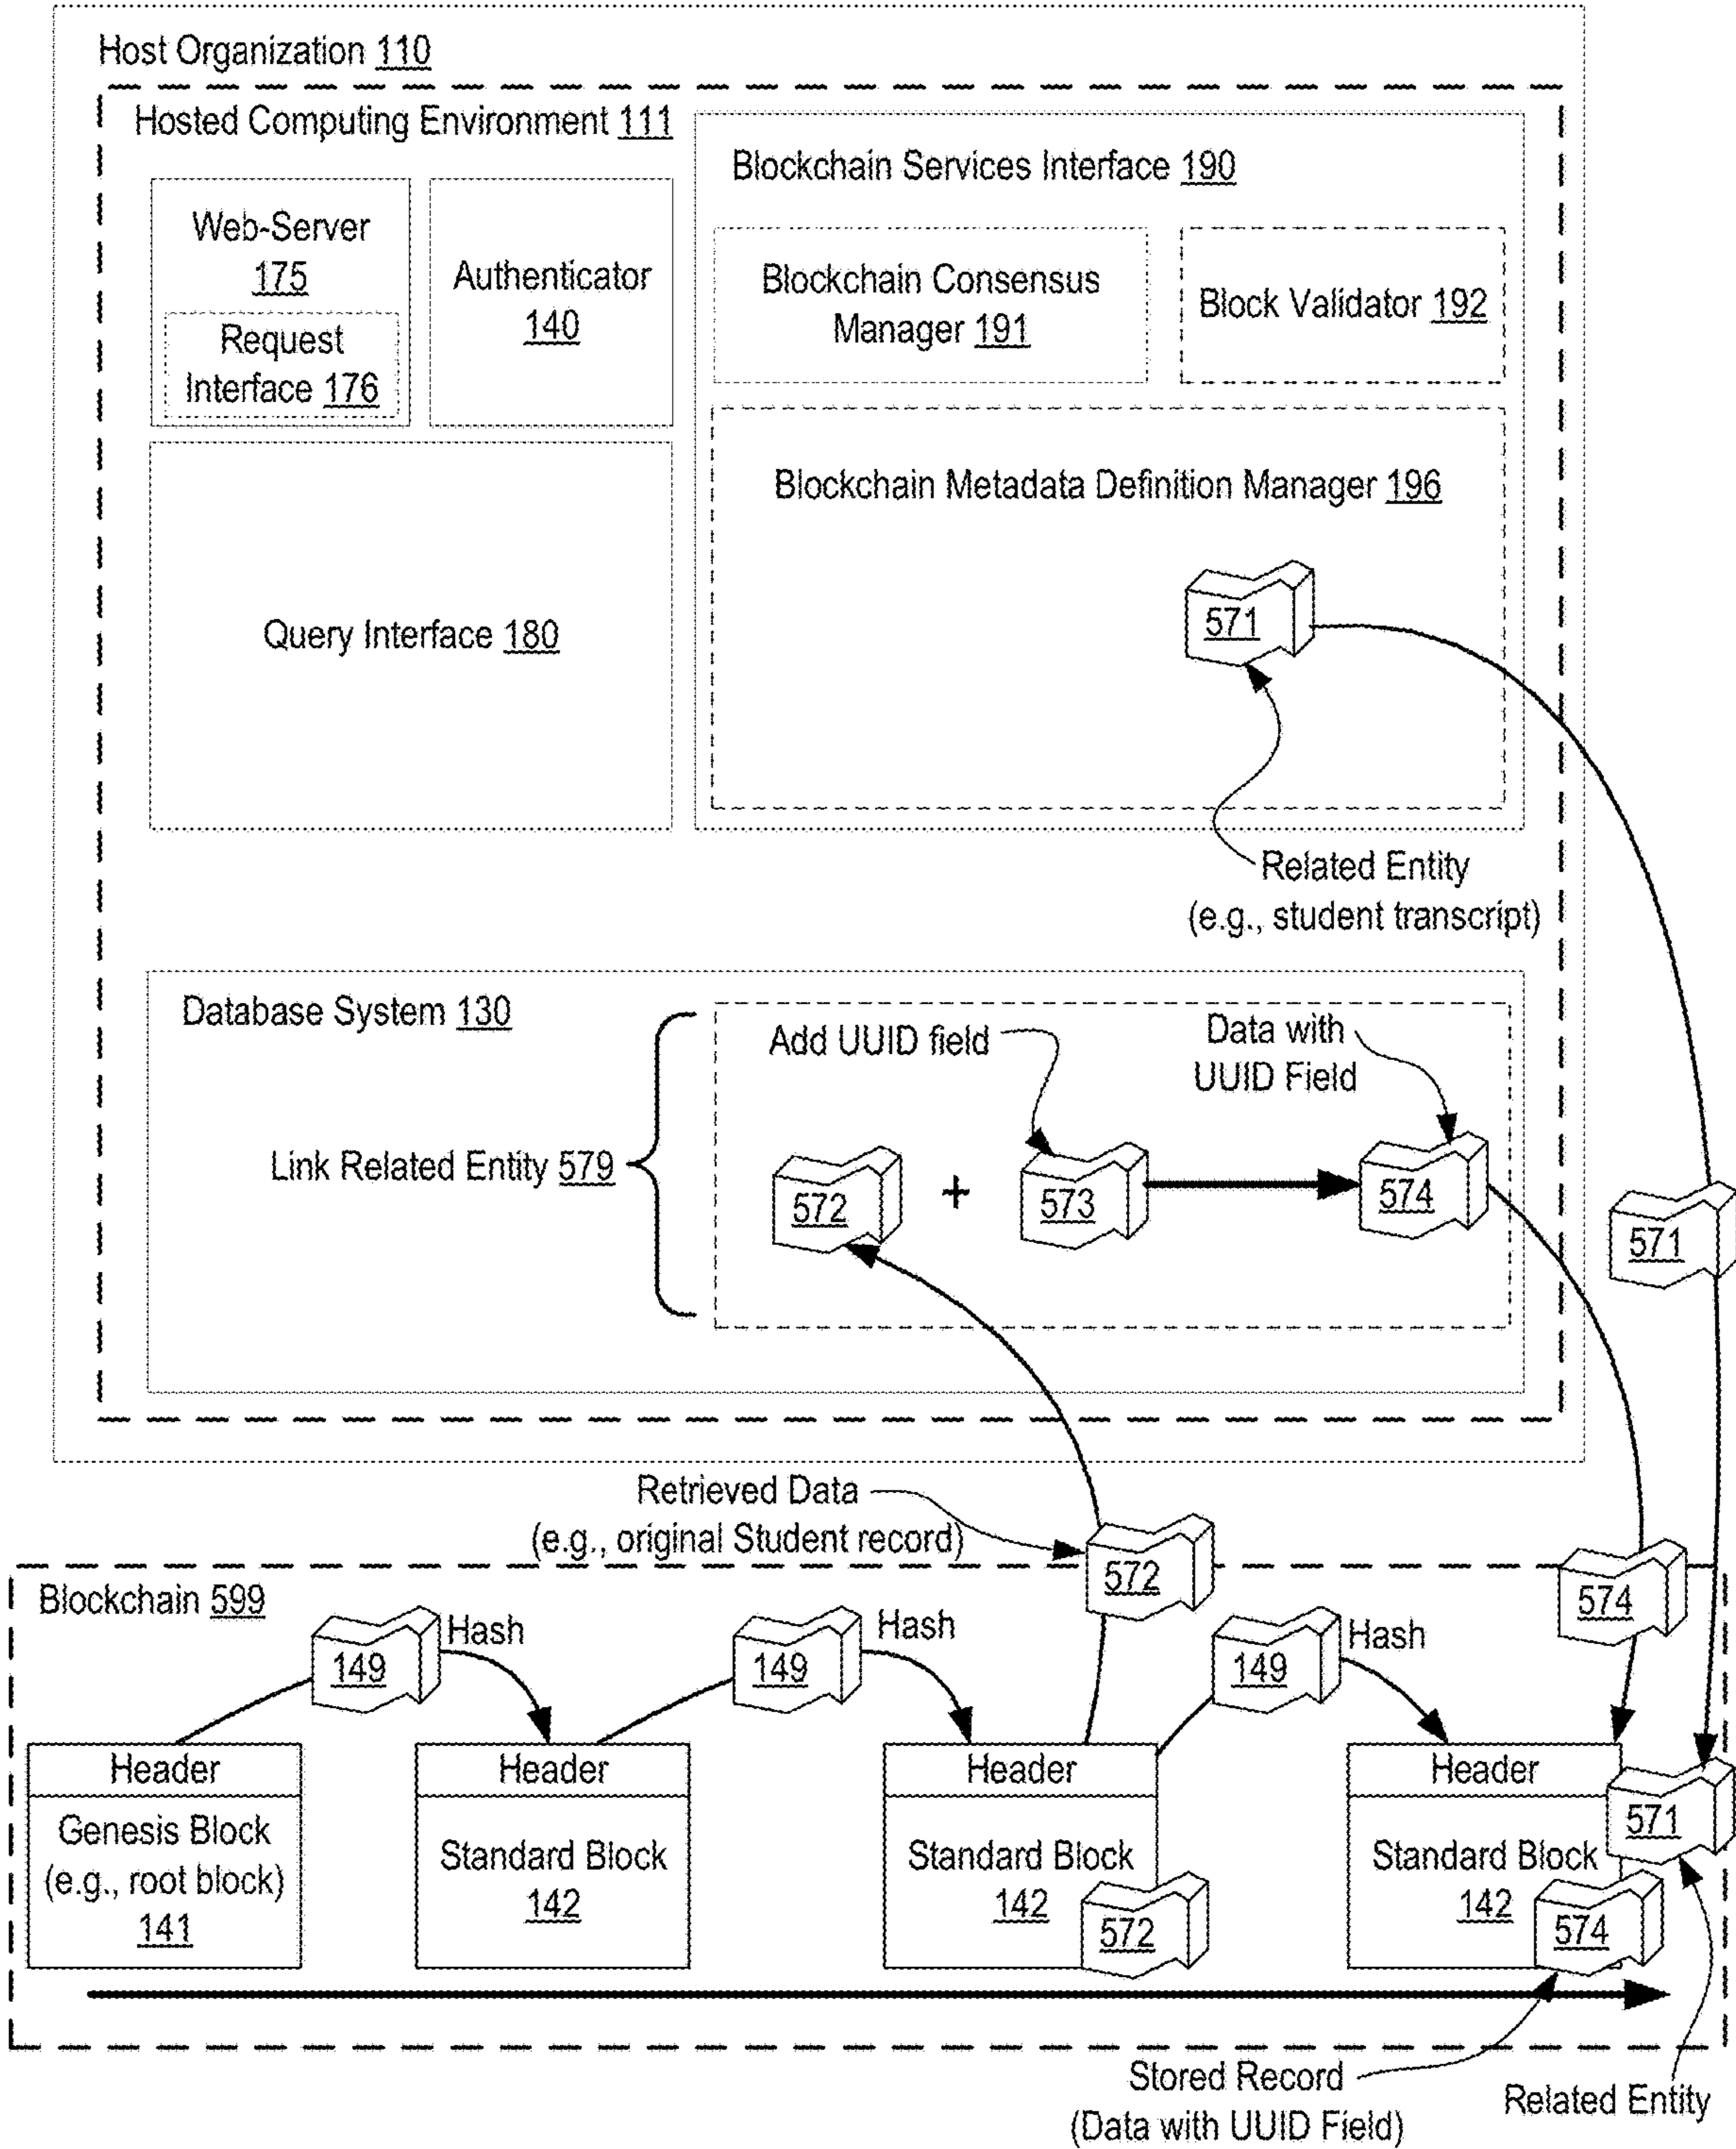 Host Organization 110
Hosted Computing Environment 111
Web-Server
175
Request
Interface 176
Authenticator
140
Blockchain Services Interface 190
Blockchain Consensus
Manager 191
Block Validator 192
Query Interface 180
Blockchain Metadata Definition Manager 196
571
Related Entity
(e.g., student transcript)
Database System 130
Add UUID field
Data with
UUID Field
Link Related Entity 579
572
+
573
574
571
Retrieved Data
(e.g., original Student record)
572
574
Blockchain 599
149
Hash
149
Hash
149
Hash
Header
Genesis Block
(e.g., root block)
141
Header
Standard Block
142
Header
Standard Block
142
572
Header
Standard Block
142
571
574
Stored Record
(Data with UUID Field)
Related Entity